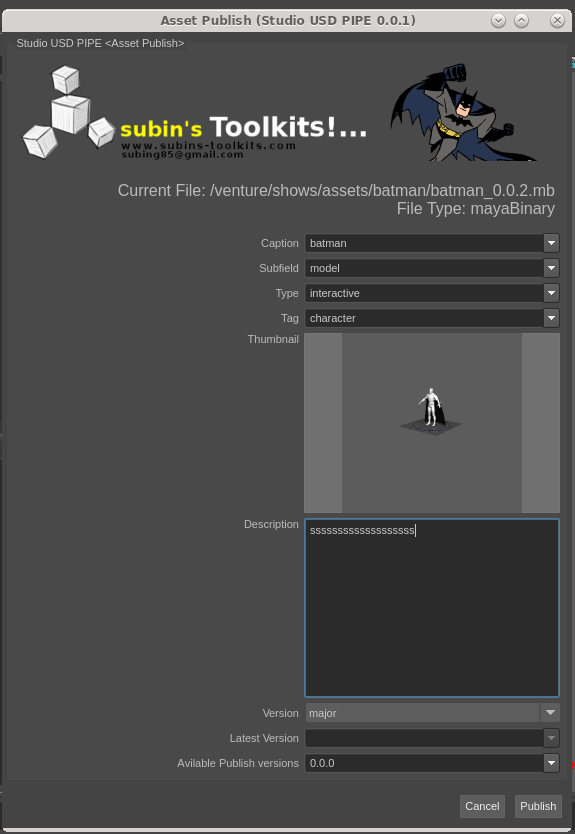 Asset Publish (Studio USD PIPE 0.0.1)
Studio USD PIPE <Asset Publish>
subin's Toolkits!...
www.subins-toolkits.com
subing85@gmail.com
Current File: /venture/shows/assets/batman/batman_0.0.2.mb
File Type: mayaBinary
Caption batman
Subfield model
Type interactive
Tag character
Thumbnail
Description ssssssssssssssssssss
Version major
Latest Version
Avilable Publish versions 0.0.0
Cancel Publish